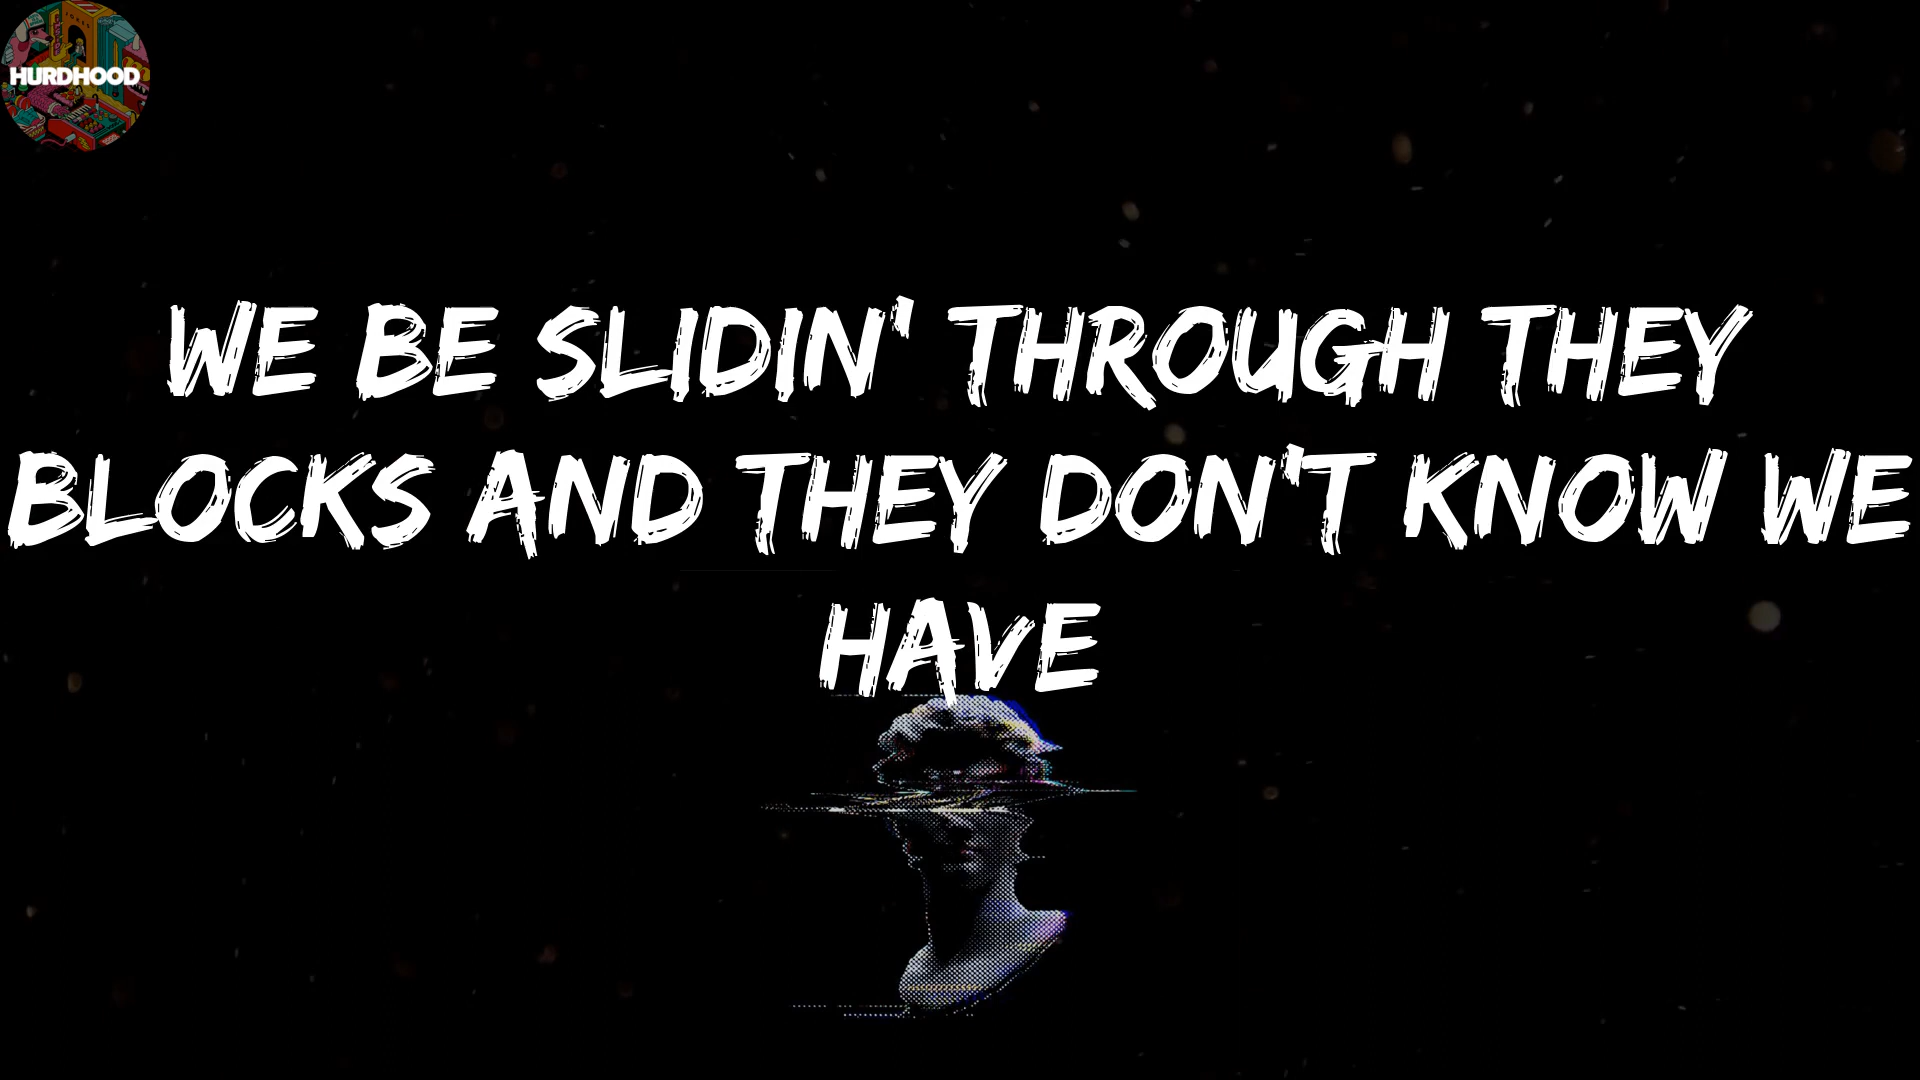 HURDHOOD
WE BE SLIDIN' THROUGH THEY
BLOCKS AND THEY DON'T KNOW WE
HAVE